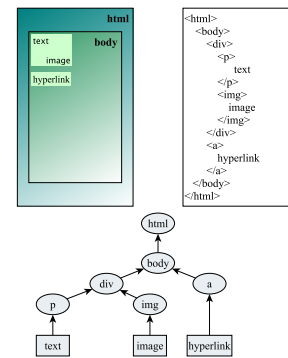 html
body
text
image
hyperlink
<html>
<body>
<div>
<p>
text
</p>
<img>
image
</img>
</div>
<a>
hyperlink
</a>
</body>
</html>
html
body
div
a
p
img
text
image
hyperlink